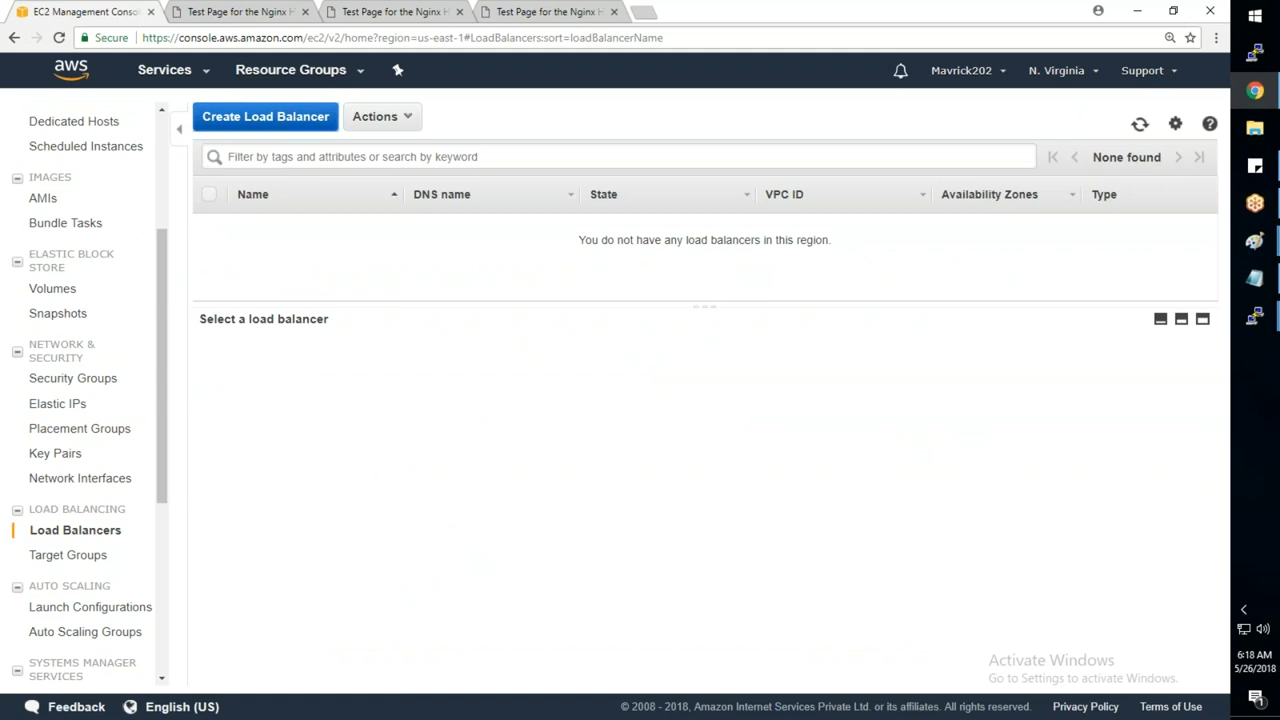 EC2 Management Conso
Test Page for the Nginx H
Test Page for the Nginx H
Test Page for the Nginx H
Secure
https://console.aws.amazon.com/ec2/v2/home?region=us-east-1#LoadBalancers:sort=loadBalancerName
aws
Services
Resource Groups
Mavrick202
N. Virginia
Support
Dedicated Hosts
Scheduled Instances
IMAGES
AMIs
Bundle Tasks
ELASTIC BLOCK
STORE
Volumes
Snapshots
NETWORK &
SECURITY
Security Groups
Elastic IPs
Placement Groups
Key Pairs
Network Interfaces
LOAD BALANCING
Load Balancers
Target Groups
AUTO SCALING
Launch Configurations
Auto Scaling Groups
SYSTEMS MANAGER
SERVICES
Create Load Balancer
Actions
Filter by tags and attributes or search by keyword
None found
Name
DNS name
State
VPC ID
Availability Zones
Type
You do not have any load balancers in this region.
Select a load balancer
Activate Windows
Go to Settings to activate Windows.
6:18 AM
5/26/2018
1
Feedback
English (US)
© 2008 - 2018, Amazon Internet Services Private Ltd. or its affiliates. All rights reserved.
Privacy Policy
Terms of Use